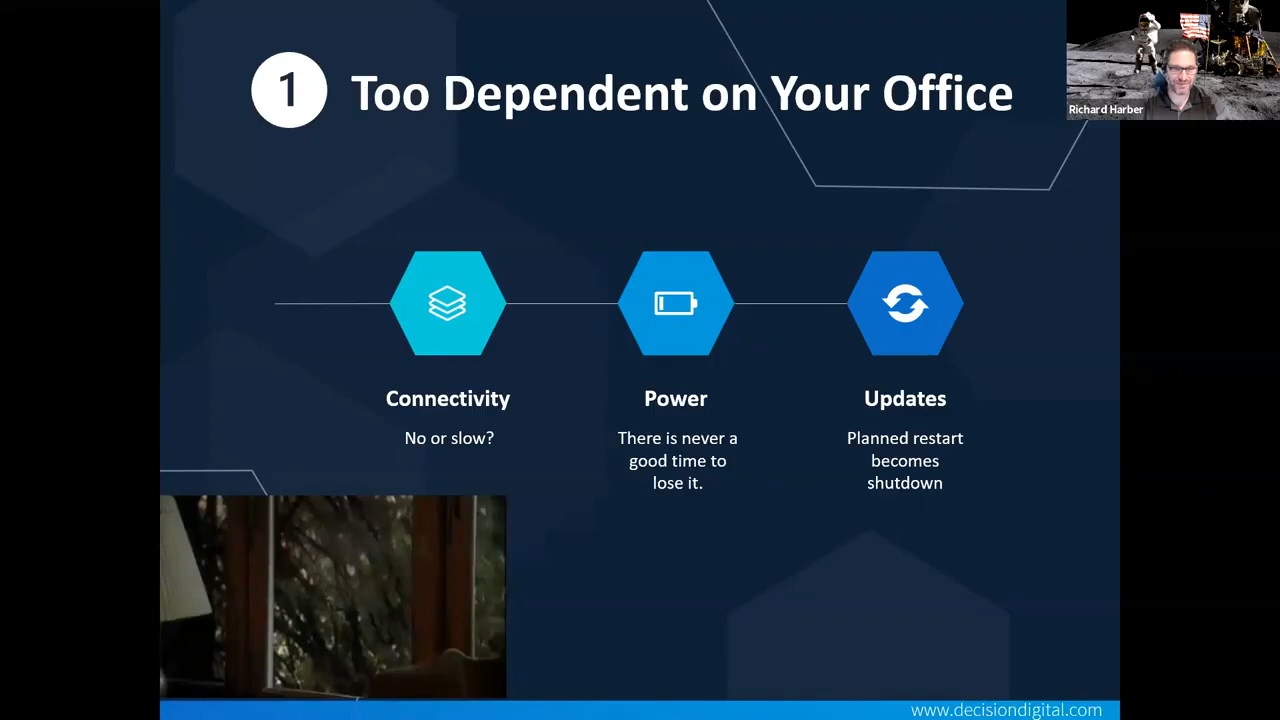 1 Too Dependent on Your Office
Richard Harber
Connectivity
No or slow?
Power
There is never a
good time to
lose it.
Updates
Planned restart
becomes
shutdown
www.decisiondigital.com